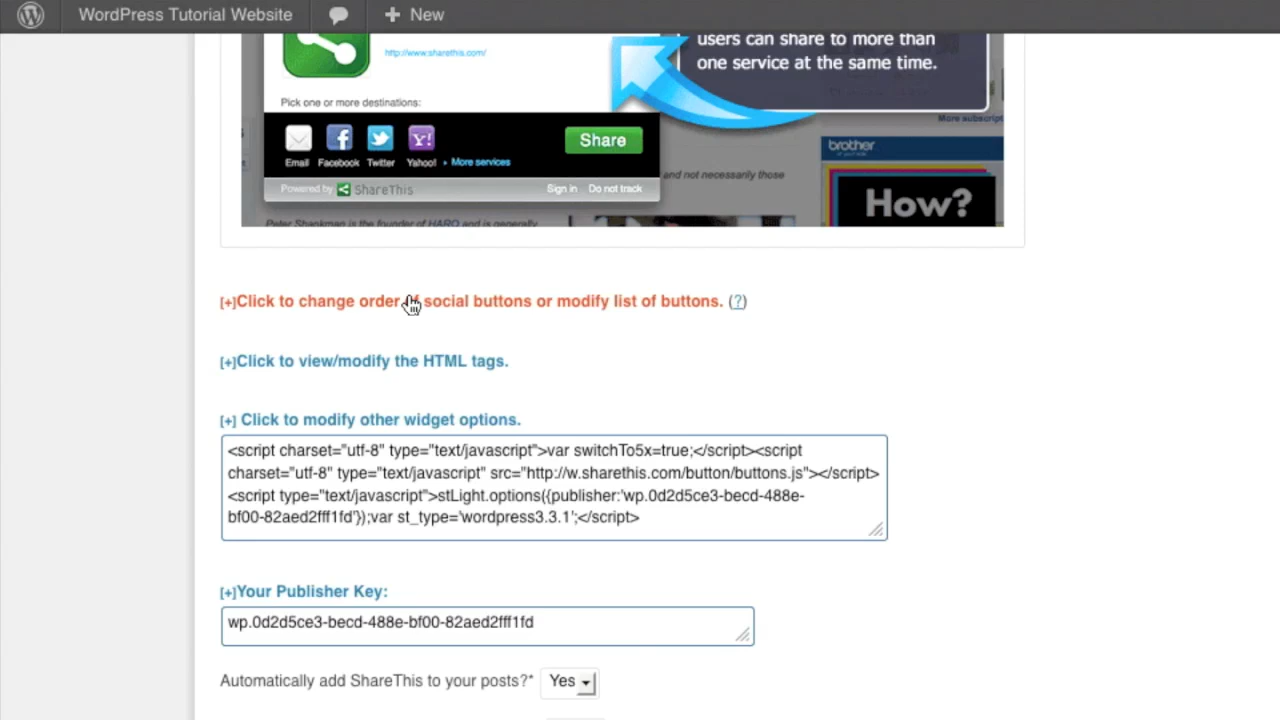 WordPress Tutorial Website
New
users can share to more than
http://www.sharethis.com/
one service at the same time.
Pick one or more destinations:
More subscript
Share
brother
Email Facebook Twitter Yahoo! More services
and not necessarily those
Powered by ShareThis Sign in Do not track
How?
Peter Shankman is the founder of HARO and is generally
[+]Click to change order of social buttons or modify list of buttons. (?)
[+]Click to view/modify the HTML tags.
[+] Click to modify other widget options.
<script charset="utf-8" type="text/javascript">var switchTo5x=true;</script><script
charset="utf-8" type="text/javascript" src="http://w.sharethis.com/button/buttons.js"></script>
<script type="text/javascript">stLight.options({publisher:'wp.0d2d5ce3-becd-488e-
bf00-82aed2fff1fd'});var st_type='wordpress3.3.1';</script>
[+]Your Publisher Key:
wp.0d2d5ce3-becd-488e-bf00-82aed2fff1fd
Automatically add ShareThis to your posts?* Yes